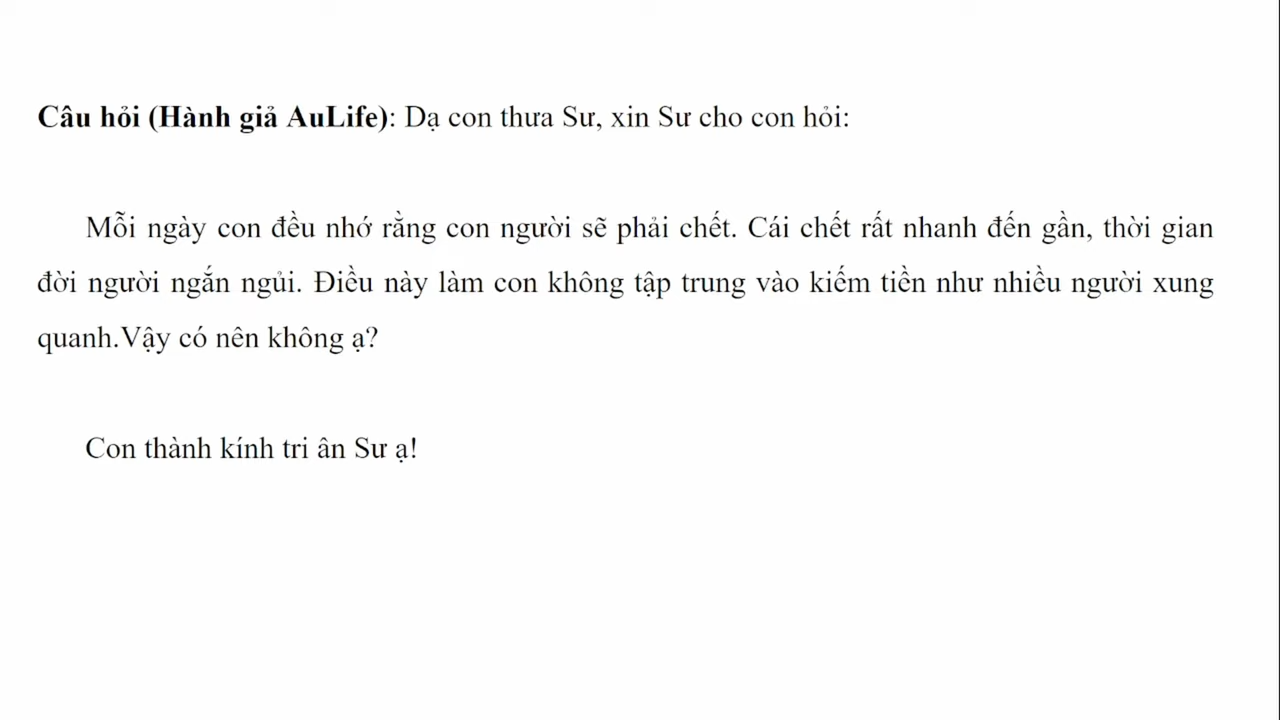 Câu hỏi (Hành giả AuLife): Dạ con thưa Sư, xin Sư cho con hỏi:
Mỗi ngày con đều nhớ rằng con người sẽ phải chết. Cái chết rất nhanh đến gần, thời gian
đời người ngắn ngủi. Điều này làm con không tập trung vào kiếm tiền như nhiều người xung
quanh.Vậy có nên không ạ?
Con thành kính tri ân Sư ạ!